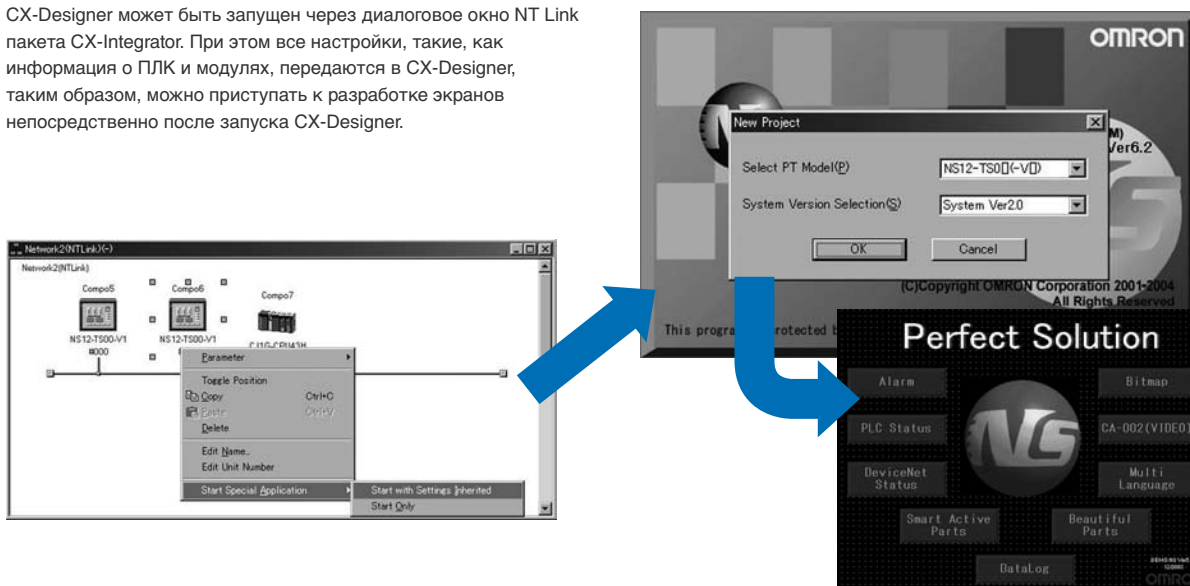 CX-Designer может быть запущен через диалоговое окно NT Link
пакета CX-Integrator. При этом все настройки, такие, как
информация о ПЛК и модулях, передаются в CX-Designer,
таким образом, можно приступать к разработке экранов
непосредственно после запуска CX-Designer.
Network2(NTLink)(-)
Network2(NTLink)
Compo5
Compo6
Compo7
NS12-TS00-V1
NS12-TS00-V1
CJ1G-CPU43H
#000
Parameter
Toggle Position
Copy Ctrl+C
Paste Ctrl+V
Delete
Edit Name..
Edit Unit Number
Start Special Application
Start with Settings Inherited
Start Only
OMRON
New Project
Ver6.2
Select PT Model(P)
NS12-TS0▯(-V▯)
System Version Selection(S)
System Ver2.0
OK
Cancel
(C)Copyright OMRON Corporation 2001-2004
All Rights Reserved
This progra
rotected b
Perfect Solution
Alarm
Bitmap
PLC Status
NS
CA-002(VIDEO)
DeviceNet
Status
Multi
Language
Smart Active
Parts
Beautiful
Parts
DataLog